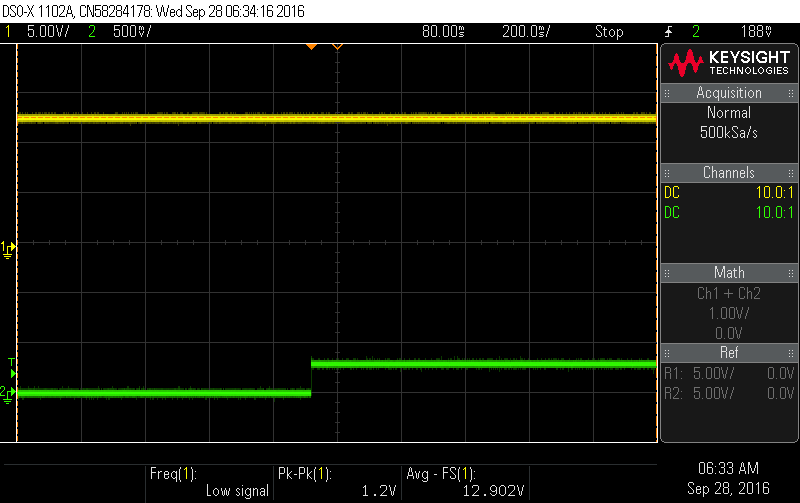 DSO-X 1102A, CN58284178: Wed Sep 28 06:34:16 2016
1 5.00V/ 2 500mV/ 80.00ms 200.0ms/ Stop 2 188mV
KEYSIGHT
TECHNOLOGIES
Acquisition
Normal
500kSa/s
Channels
DC 10.0:1
DC 10.0:1
Math
Ch1 + Ch2
1.00V/
0.0V
Ref
R1: 5.00V/ 0.0V
R2: 5.00V/ 0.0V
1
T
2
Freq(1): Pk-Pk(1): Avg - FS(1):
Low signal 1.2V 12.902V
06:33 AM
Sep 28, 2016